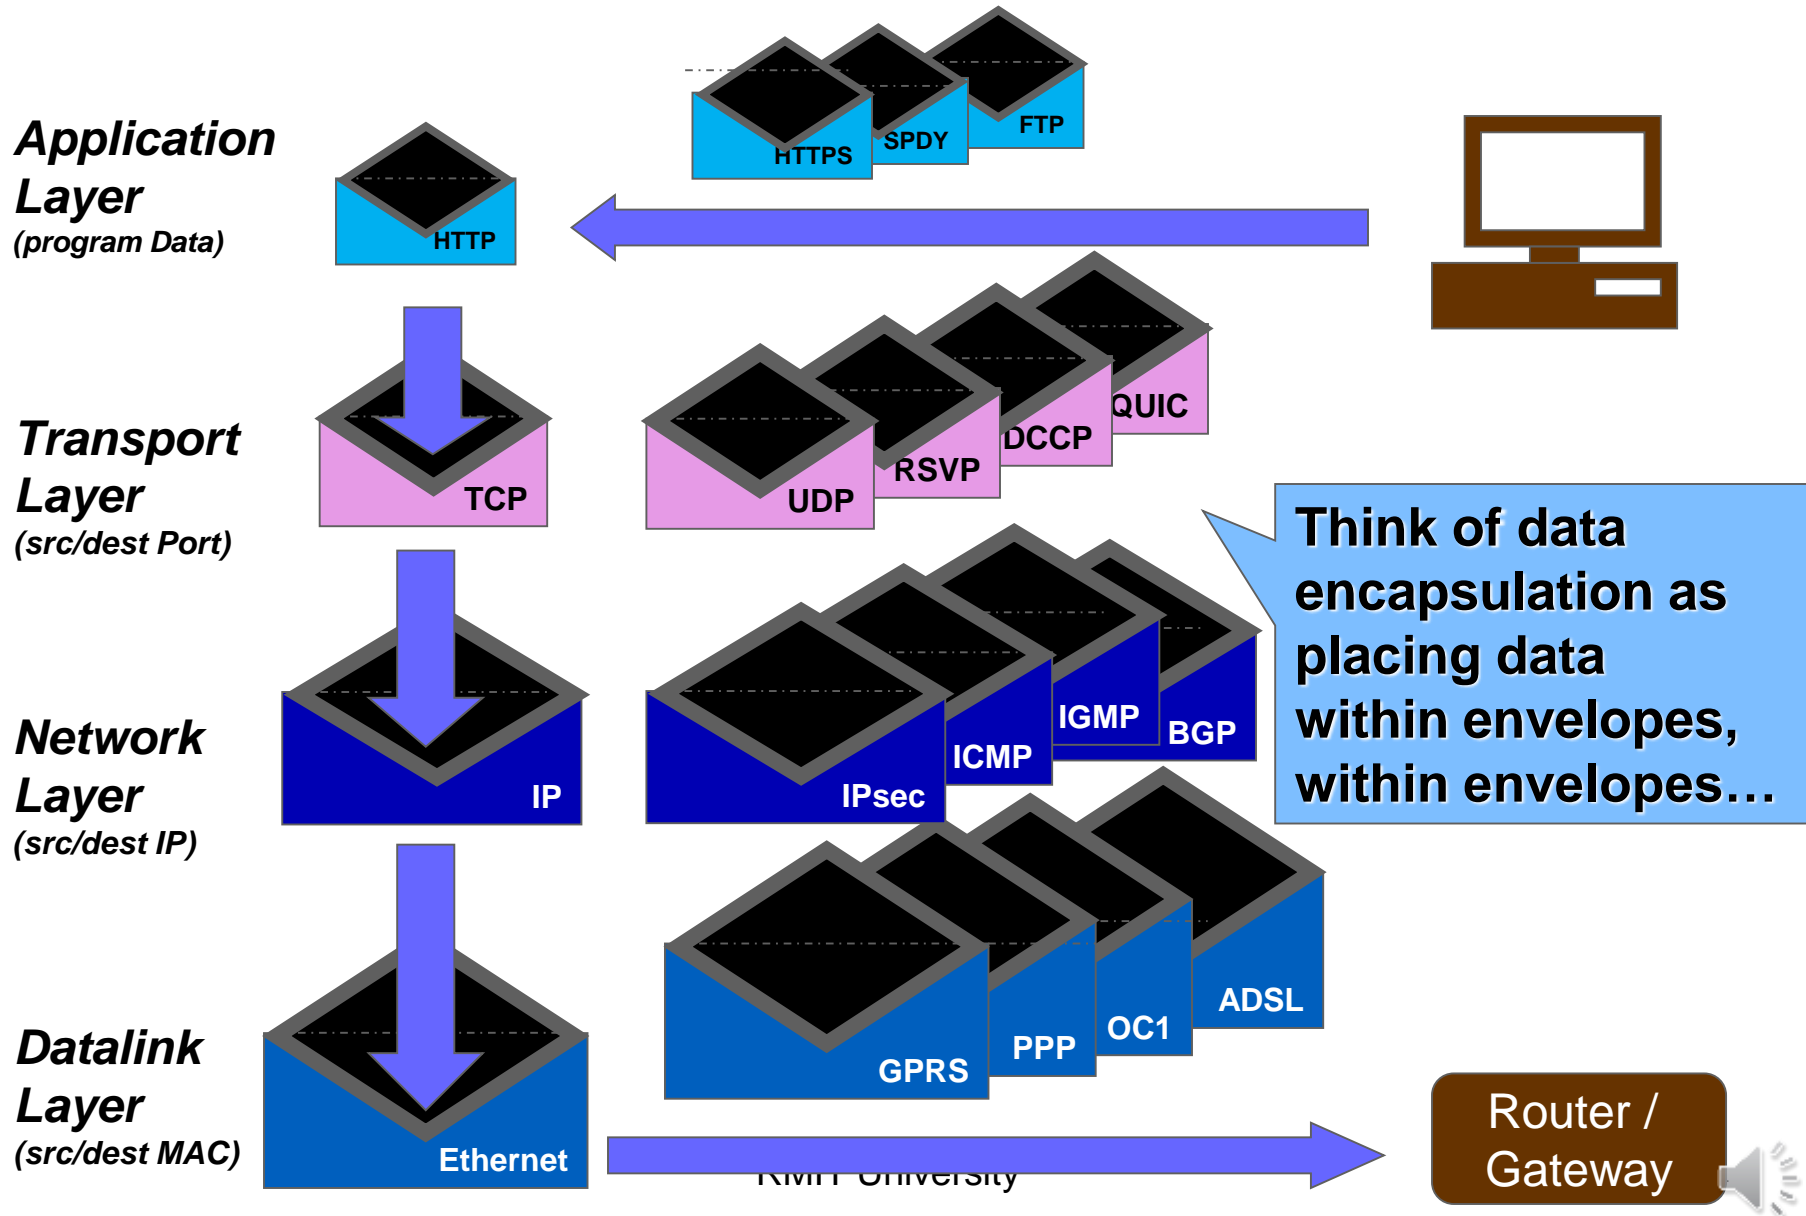 Application
Layer
(program Data)
HTTP
HTTPS
SPDY
FTP
Transport
Layer
(src/dest Port)
TCP
UDP
RSVP
DCCP
QUIC
Think of data
encapsulation as
placing data
within envelopes,
within envelopes…
Network
Layer
(src/dest IP)
IP
IPsec
ICMP
IGMP
BGP
Datalink
Layer
(src/dest MAC)
Ethernet
GPRS
PPP
OC1
ADSL
Router /
Gateway
RMIT University